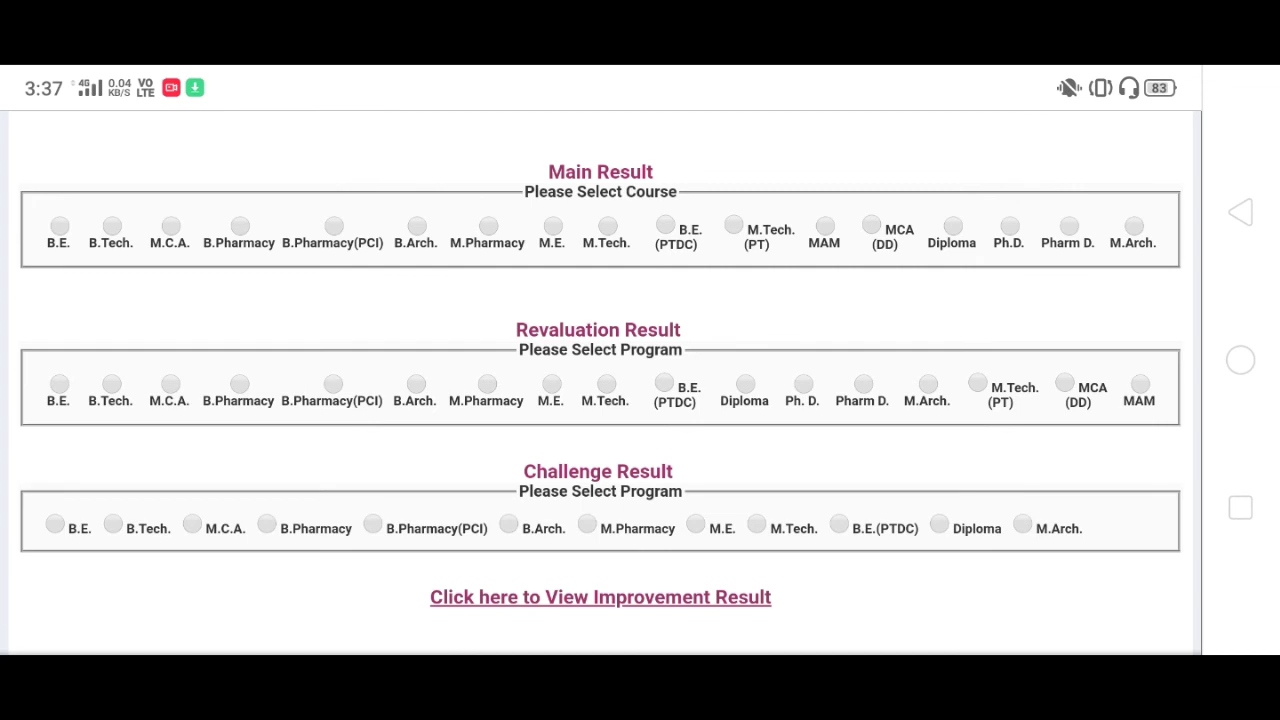 3:37 4G 0.04 KB/S VO LTE 83
Main Result
Please Select Course
B.E. B.Tech. M.C.A. B.Pharmacy B.Pharmacy(PCI) B.Arch. M.Pharmacy M.E. M.Tech. B.E. (PTDC) M.Tech. (PT) MAM MCA (DD) Diploma Ph.D. Pharm D. M.Arch.
Revaluation Result
Please Select Program
B.E. B.Tech. M.C.A. B.Pharmacy B.Pharmacy(PCI) B.Arch. M.Pharmacy M.E. M.Tech. B.E. (PTDC) Diploma Ph. D. Pharm D. M.Arch. M.Tech. (PT) MCA (DD) MAM
Challenge Result
Please Select Program
B.E. B.Tech. M.C.A. B.Pharmacy B.Pharmacy(PCI) B.Arch. M.Pharmacy M.E. M.Tech. B.E.(PTDC) Diploma M.Arch.
Click here to View Improvement Result